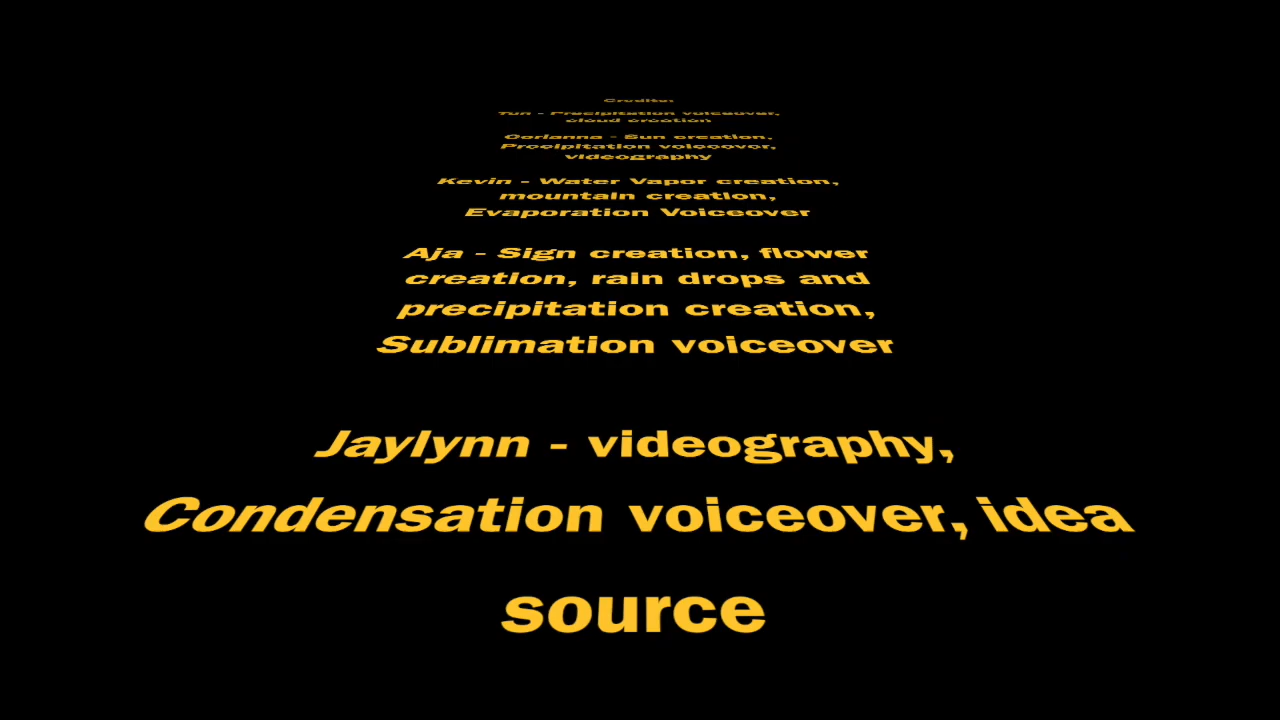 Credits:
- Precipitation voiceover,
cloud creation
Corianna - Sun creation,
Precipitation voiceover,
videography
Kevin - Water Vapor creation,
mountain creation,
Evaporation Voiceover
Aja - Sign creation, flower
creation, rain drops and
precipitation creation,
Sublimation voiceover
Jaylynn - videography,
Condensation voiceover, idea
source